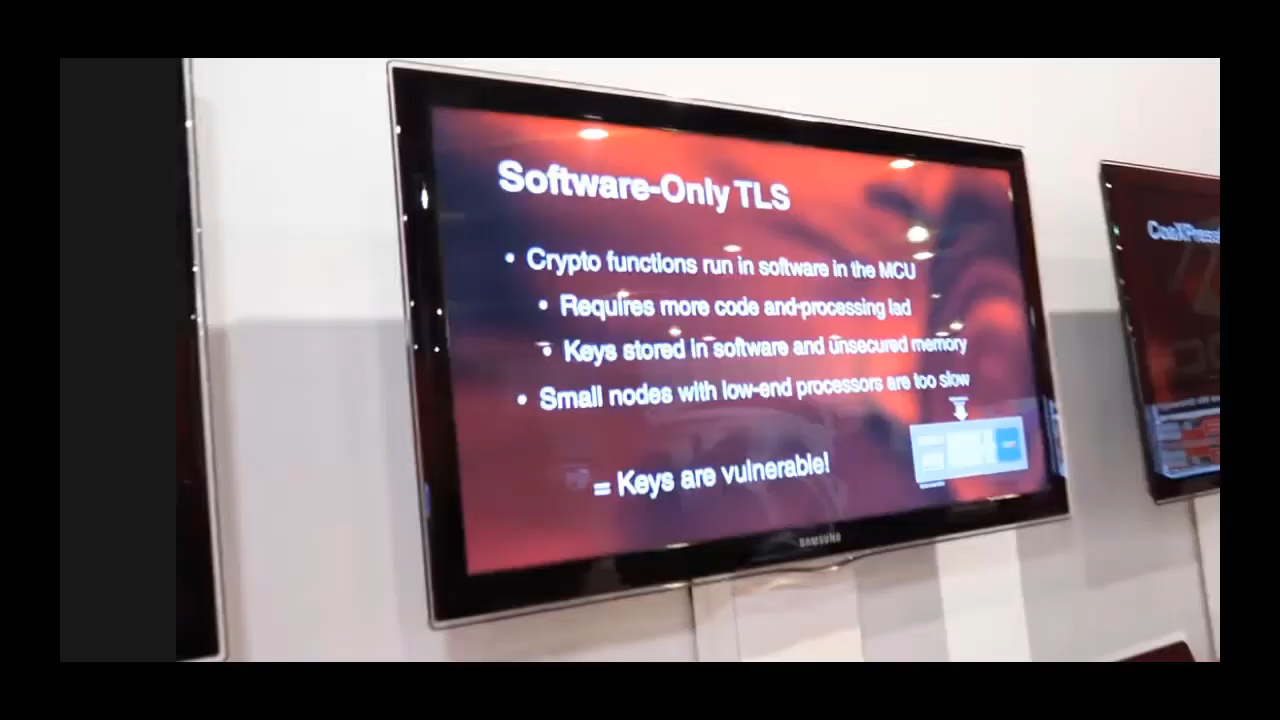 Software-Only TLS
• Crypto functions run in software in the MCU
• Requires more code and processing lad
• Keys stored in software and unsecured memory
• Small nodes with low-end processors are too slow
= Keys are vulnerable!
SAMSUNG